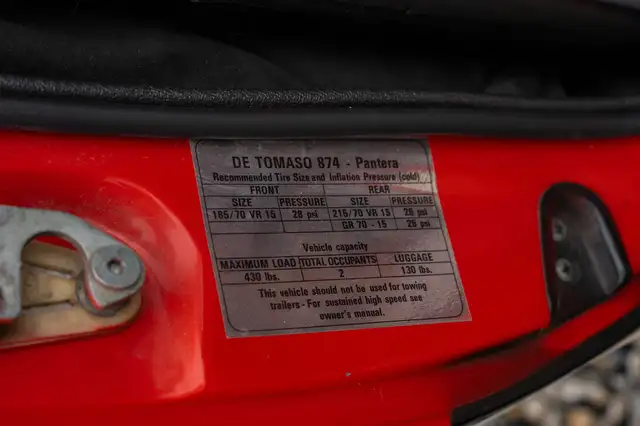 DE TOMASO 874 - Pantera
Recommended Tire Size and Inflation Pressure (cold)
FRONT REAR
SIZE PRESSURE SIZE PRESSURE
185/70 VR 15 28 psi 215/70 VR 15 28 psi
GR 70 - 15 28 psi
Vehicle capacity
MAXIMUM LOAD TOTAL OCCUPANTS LUGGAGE
430 lbs. 2 130 lbs.
This vehicle should not be used for towing
trailers - For sustained high speed see
owner's manual.